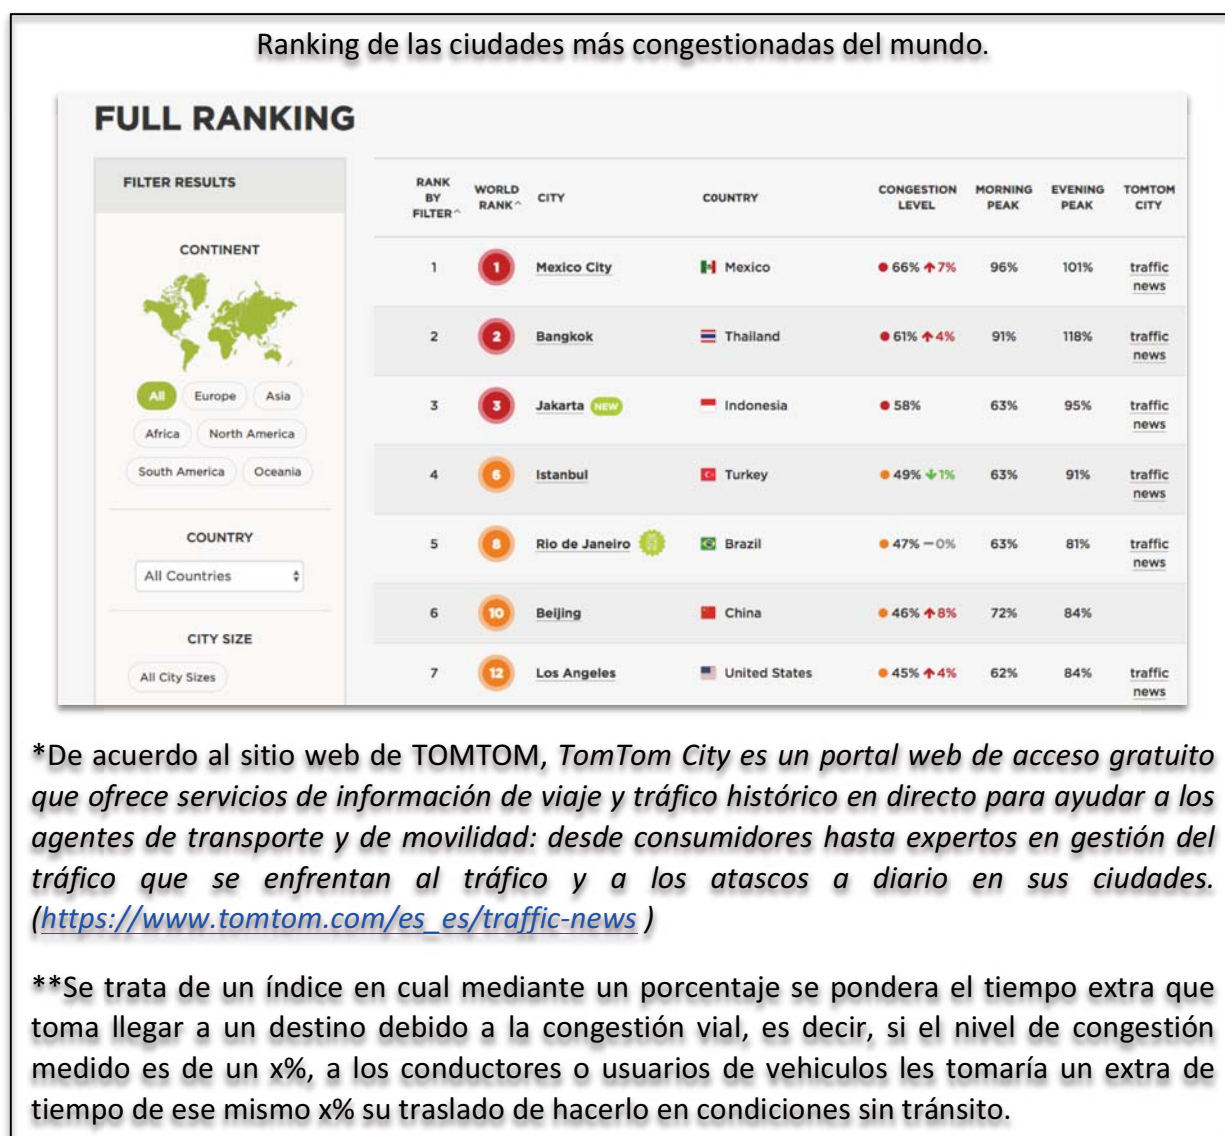 Ranking de las ciudades más congestionadas del mundo.
FULL RANKING
FILTER RESULTS
CONTINENT
All Europe Asia
Africa North America
South America Oceania
COUNTRY
All Countries
CITY SIZE
All City Sizes
RANK BY FILTER^ WORLD RANK^ CITY COUNTRY CONGESTION LEVEL MORNING PEAK EVENING PEAK TOMTOM CITY
1 1 Mexico City Mexico 66% ↑7% 96% 101% traffic news
2 2 Bangkok Thailand 61% ↑4% 91% 118% traffic news
3 3 Jakarta NEW Indonesia 58% 63% 95% traffic news
4 6 Istanbul Turkey 49% ↓1% 63% 91% traffic news
5 8 Rio de Janeiro Brazil 47% –0% 63% 81% traffic news
6 10 Beijing China 46% ↑8% 72% 84%
7 12 Los Angeles United States 45% ↑4% 62% 84% traffic news
*De acuerdo al sitio web de TOMTOM, TomTom City es un portal web de acceso gratuito
que ofrece servicios de información de viaje y tráfico histórico en directo para ayudar a los
agentes de transporte y de movilidad: desde consumidores hasta expertos en gestión del
tráfico que se enfrentan al tráfico y a los atascos a diario en sus ciudades.
(https://www.tomtom.com/es_es/traffic-news )
**Se trata de un índice en cual mediante un porcentaje se pondera el tiempo extra que
toma llegar a un destino debido a la congestión vial, es decir, si el nivel de congestión
medido es de un x%, a los conductores o usuarios de vehiculos les tomaría un extra de
tiempo de ese mismo x% su traslado de hacerlo en condiciones sin tránsito.